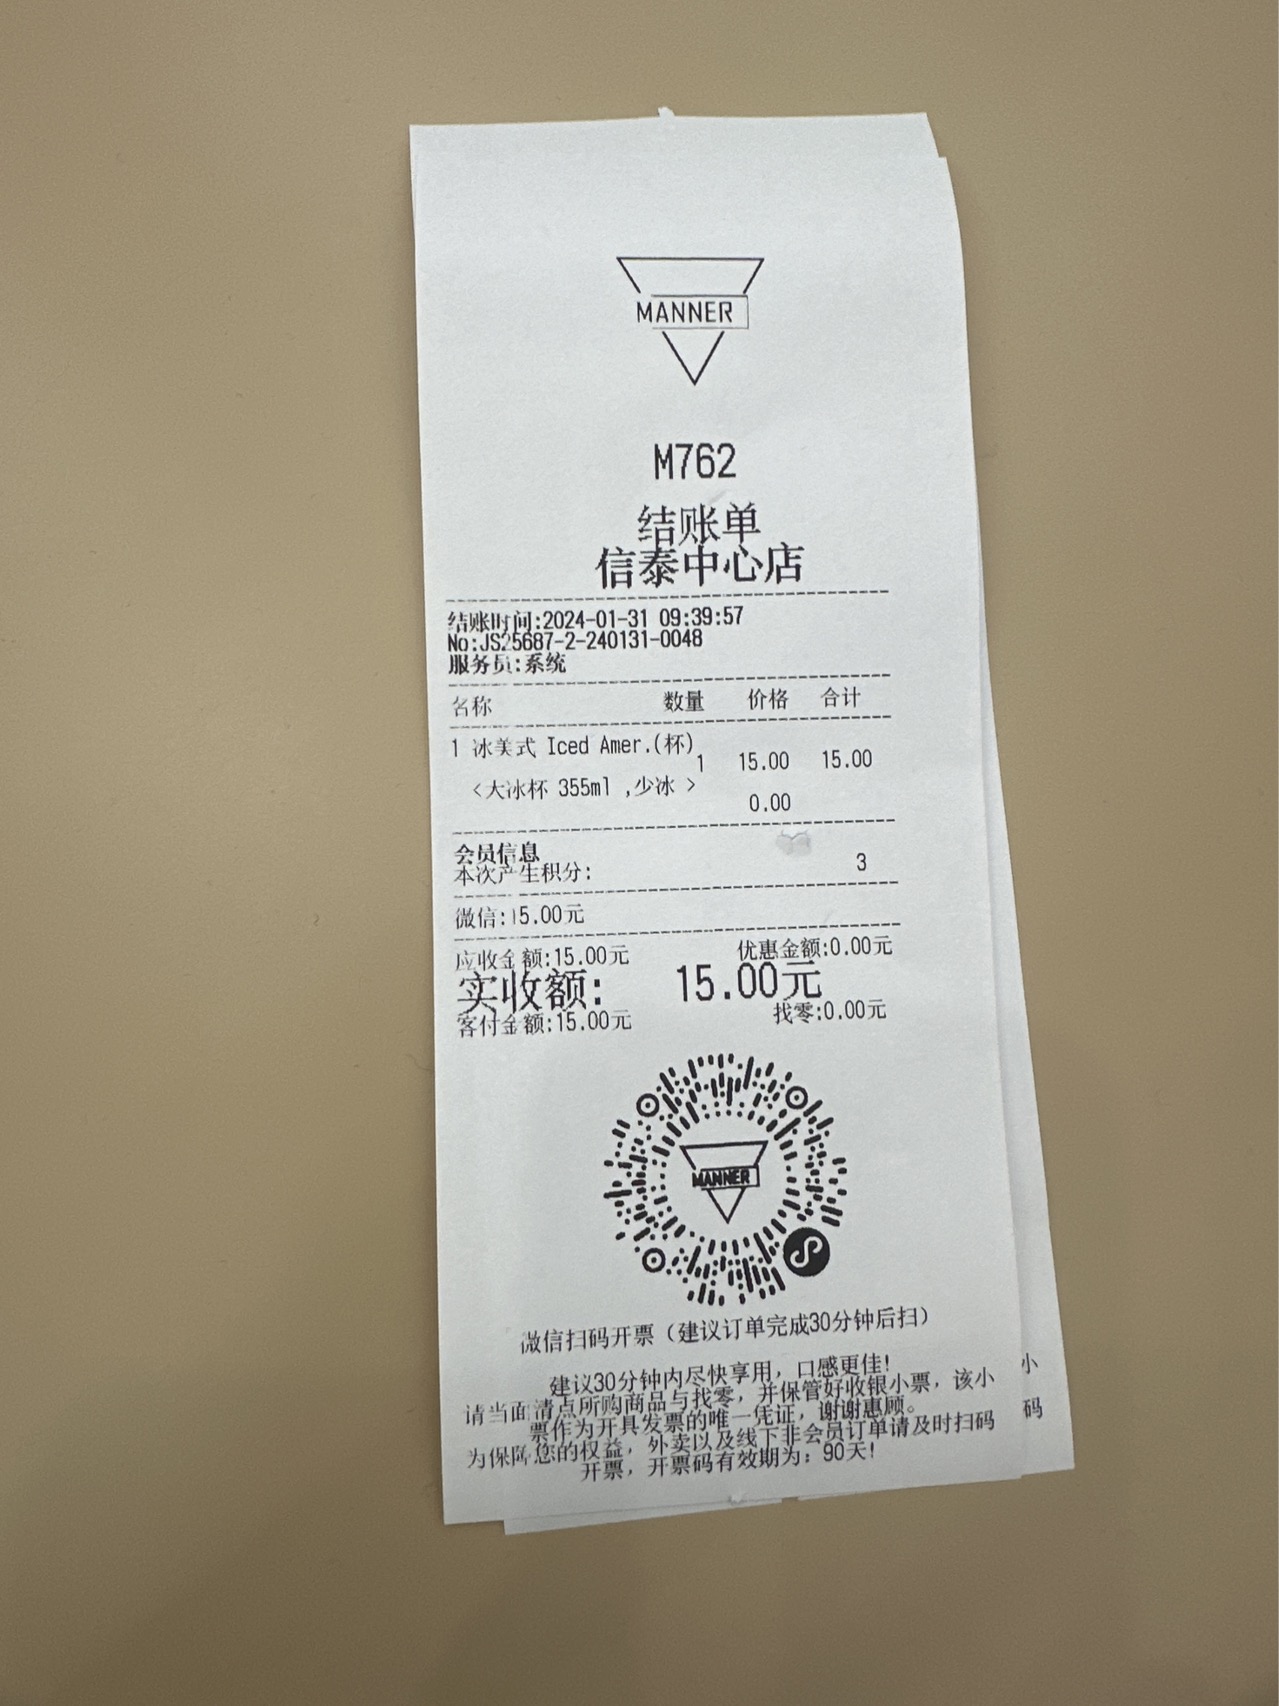 MANNER
M762
结账单
信泰中心店
结账时间:2024-01-31 09:39:57
No:JS25687-2-240131-0048
服务员:系统
名称 数量 价格 合计
1 冰美式 Iced Amer.(杯) 1 15.00 15.00
<大冰杯 355ml ,少冰 > 0.00
会员信息
本次产生积分: 3
微信:15.00元
应收金额:15.00元 优惠金额:0.00元
实收额: 15.00元
客付金额:15.00元 找零:0.00元
MANNER
微信扫码开票（建议订单完成30分钟后扫）
建议30分钟内尽快享用，口感更佳!
请当面清点所购商品与找零，并保管好收银小票，该小
票作为开具发票的唯一凭证，谢谢惠顾。
为保障您的权益，外卖以及线下非会员订单请及时扫码
开票，开票码有效期为：90天!
小
码